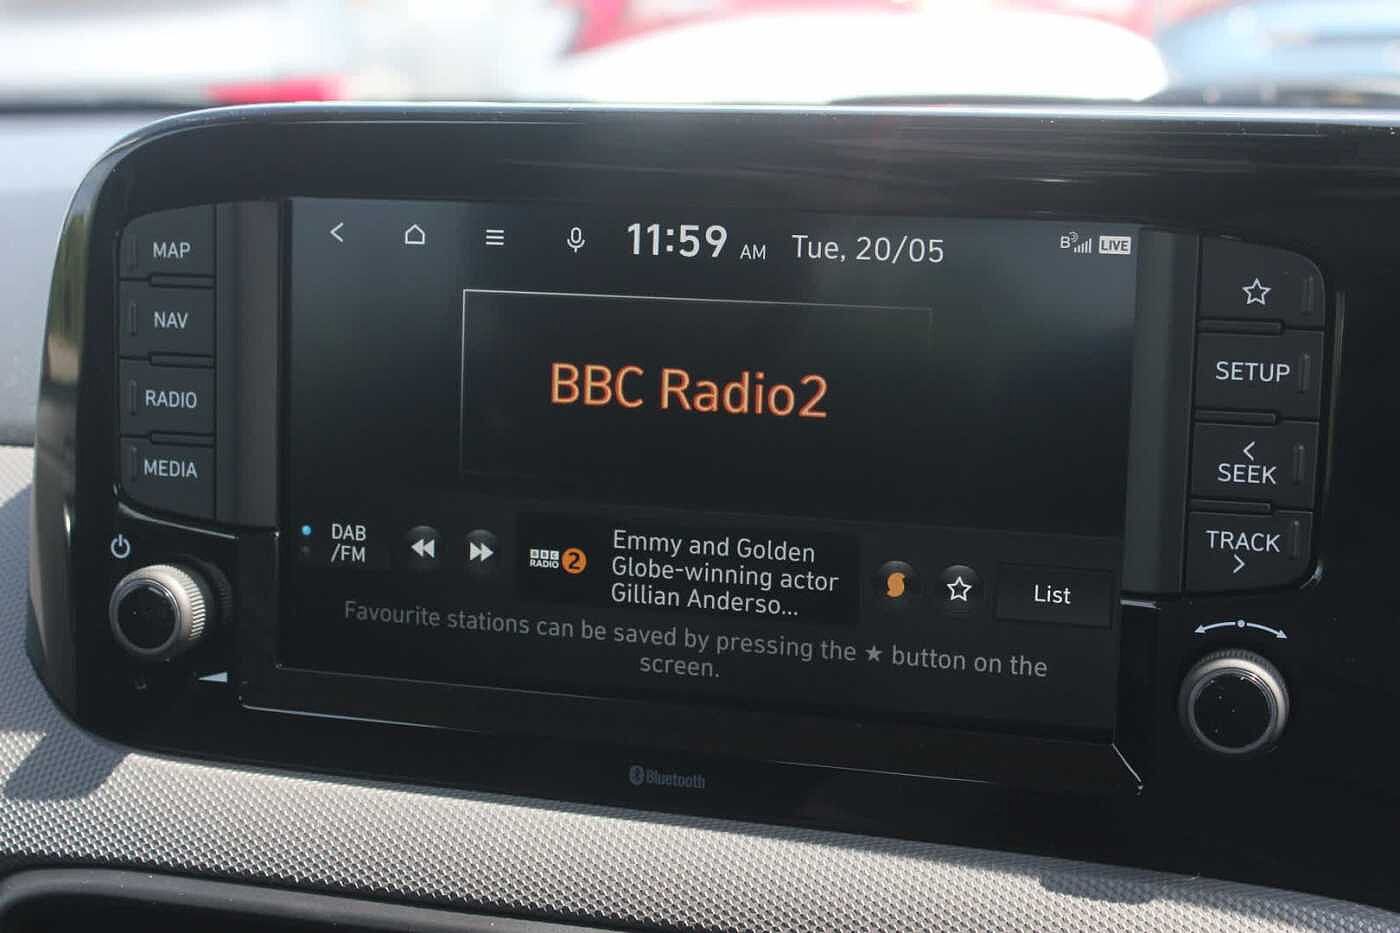 MAP
NAV
RADIO
MEDIA
11:59 AM Tue, 20/05
B
LIVE
BBC Radio2
DAB
/FM
BBC
RADIO 2
Emmy and Golden
Globe-winning actor
Gillian Anderso...
List
Favourite stations can be saved by pressing the ★ button on the
screen.
SETUP
<
SEEK
TRACK
>
Bluetooth